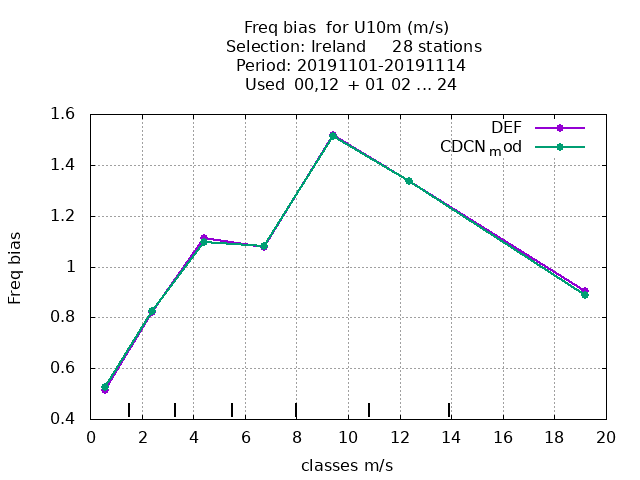 Freq bias  for U10m (m/s)
Selection: Ireland     28 stations
Period: 20191101-20191114
Used  00,12  + 01 02 ... 24
DEF
CDCNmod
Freq bias
1.6
1.4
1.2
1
0.8
0.6
0.4
0 2 4 6 8 10 12 14 16 18 20
classes m/s